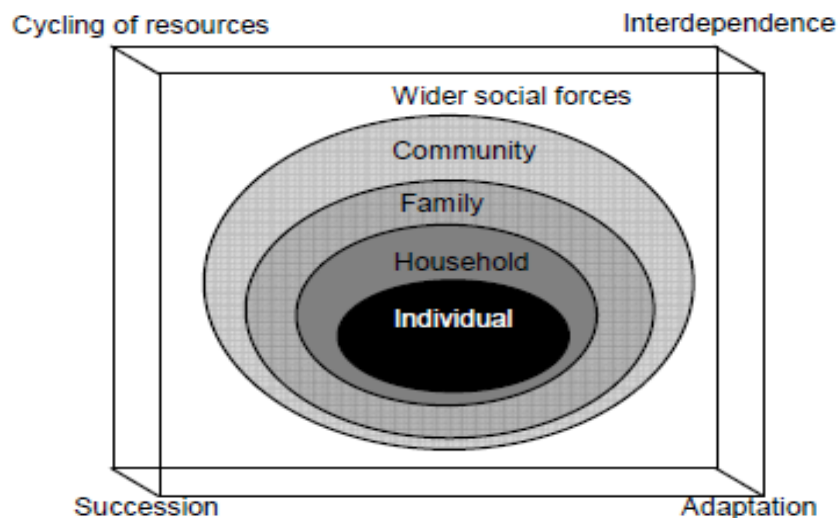 Cycling of resources
Interdependence
Wider social forces
Community
Family
Household
Individual
Succession
Adaptation